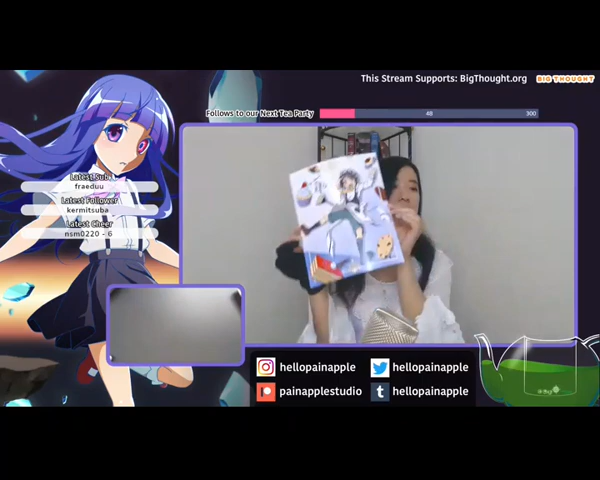 This Stream Supports: BigThought.org
BIG THOUGHT
Follows to our Next Tea Party
48
300
Latest Sub
fraeduu
Latest Follower
kermitsuba
Latest Cheer
nsm0220 - 6
hellopainapple
hellopainapple
painapplestudio
hellopainapple